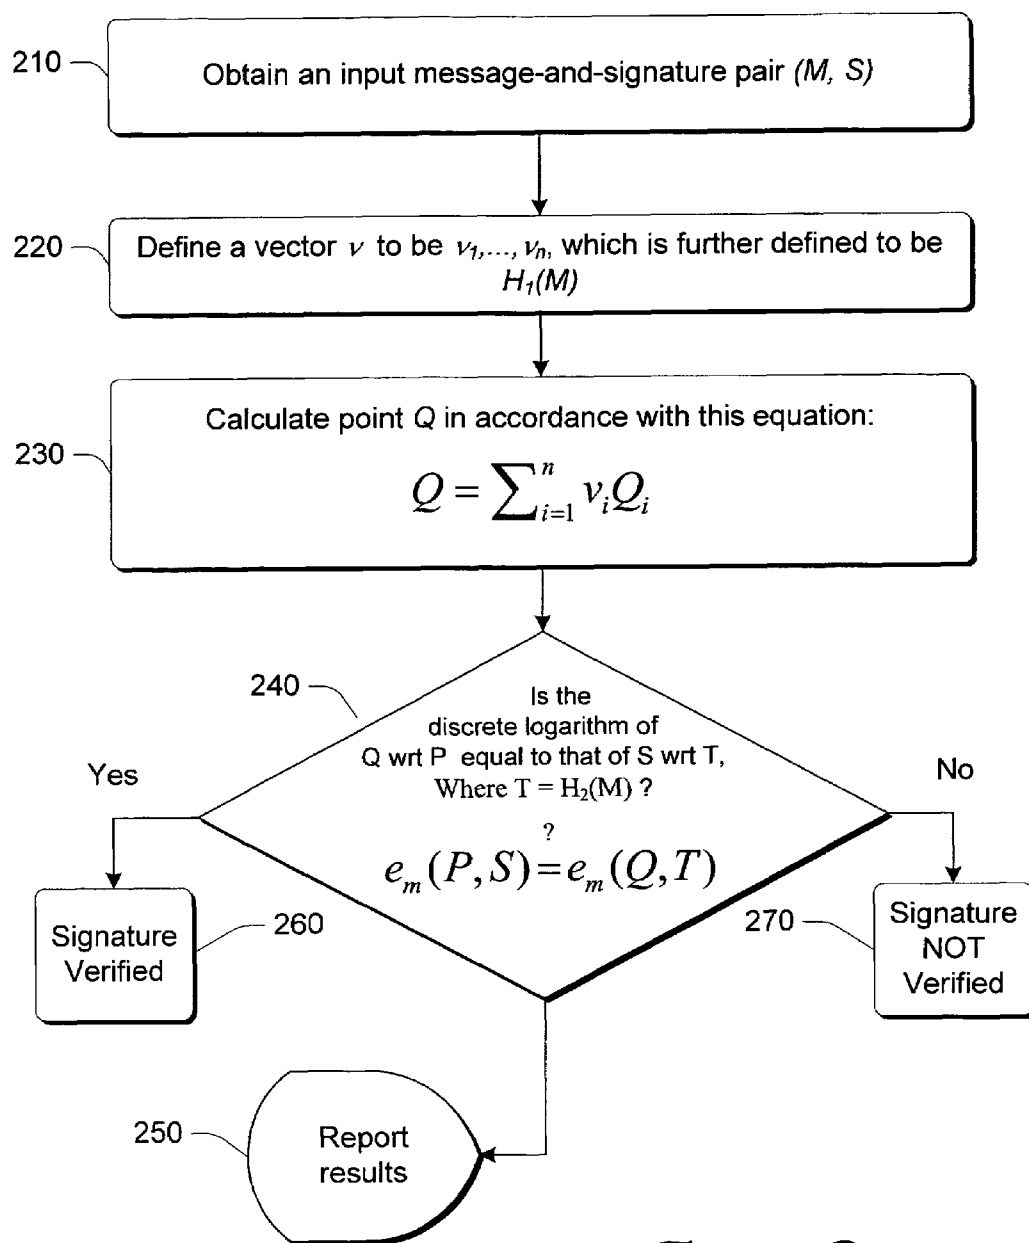 210
Obtain an input message-and-signature pair (M, S)
220
Define a vector v to be v₁,..., vₙ, which is further defined to be
H₁(M)
230
Calculate point Q in accordance with this equation:
Q = ∑ⁿᵢ₌₁ vᵢQᵢ
240
Is the
discrete logarithm of
Q wrt P equal to that of S wrt T,
Where T = H₂(M) ?
?
eₘ(P,S) = eₘ(Q,T)
Yes
No
Signature
Verified
260
270
Signature
NOT
Verified
250
Report
results